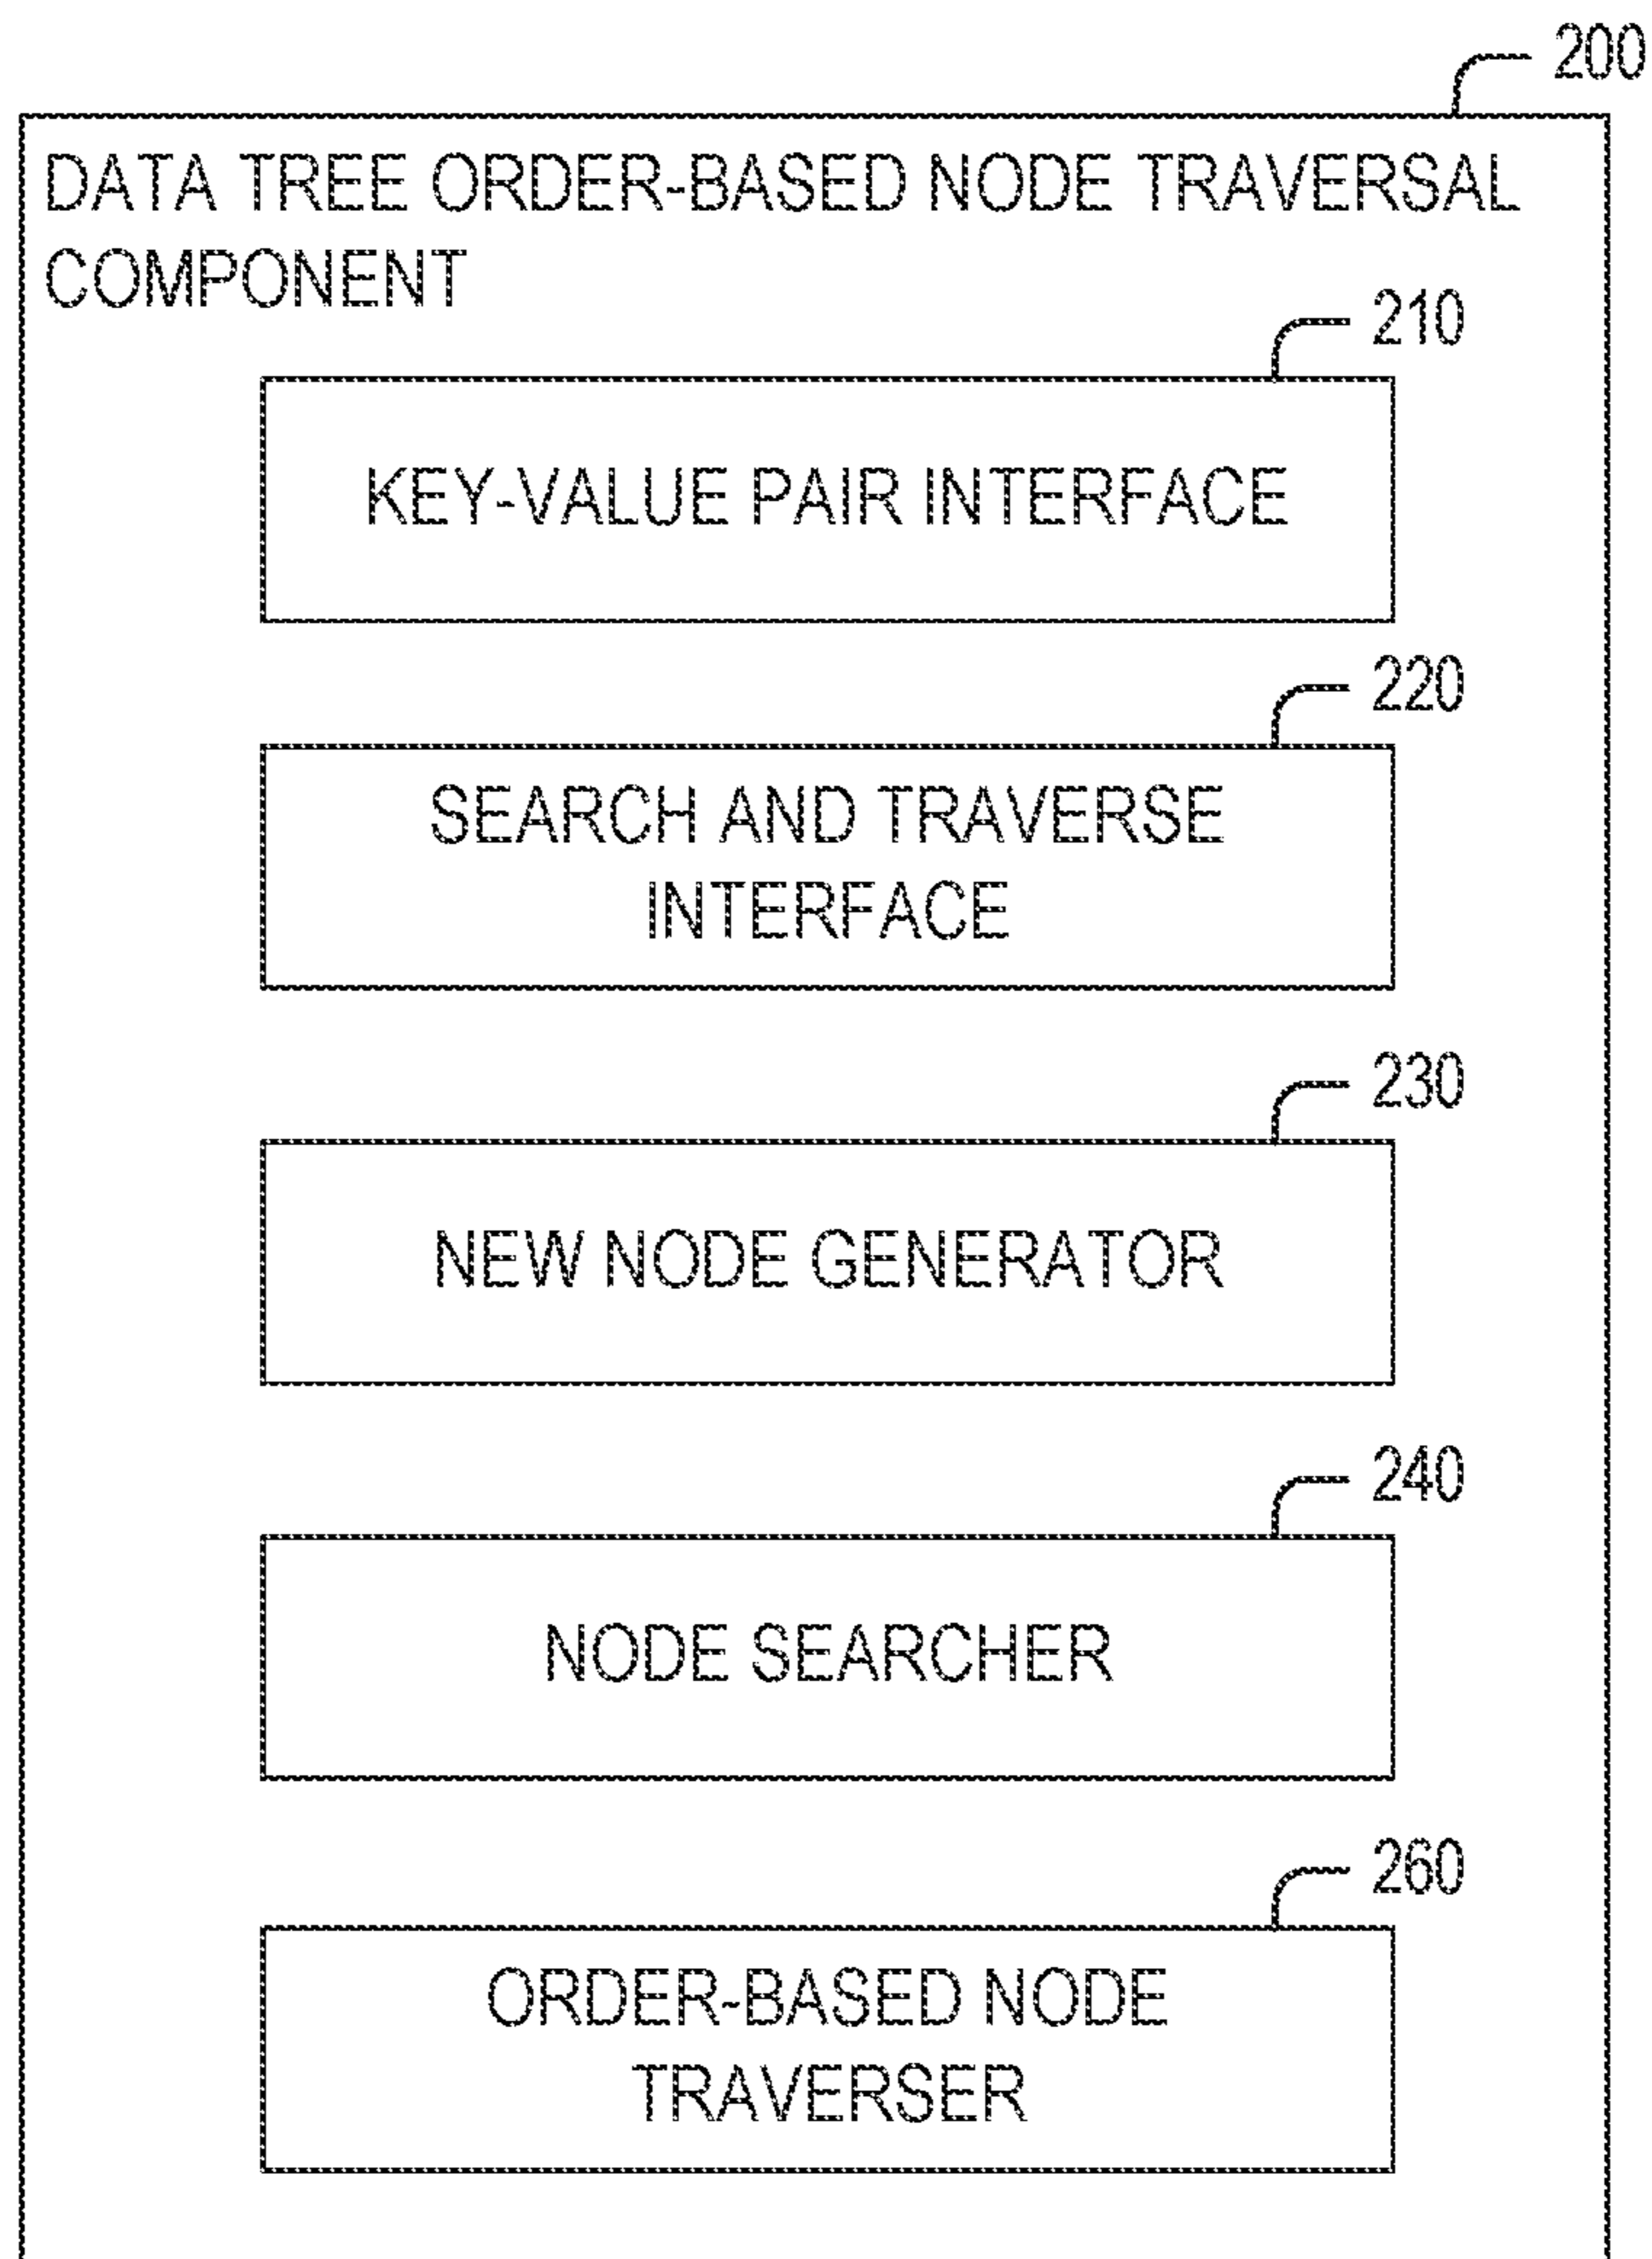 200
DATA TREE ORDER-BASED NODE TRAVERSAL
COMPONENT
210
KEY-VALUE PAIR INTERFACE
220
SEARCH AND TRAVERSE
INTERFACE
230
NEW NODE GENERATOR
240
NODE SEARCHER
260
ORDER-BASED NODE
TRAVERSER